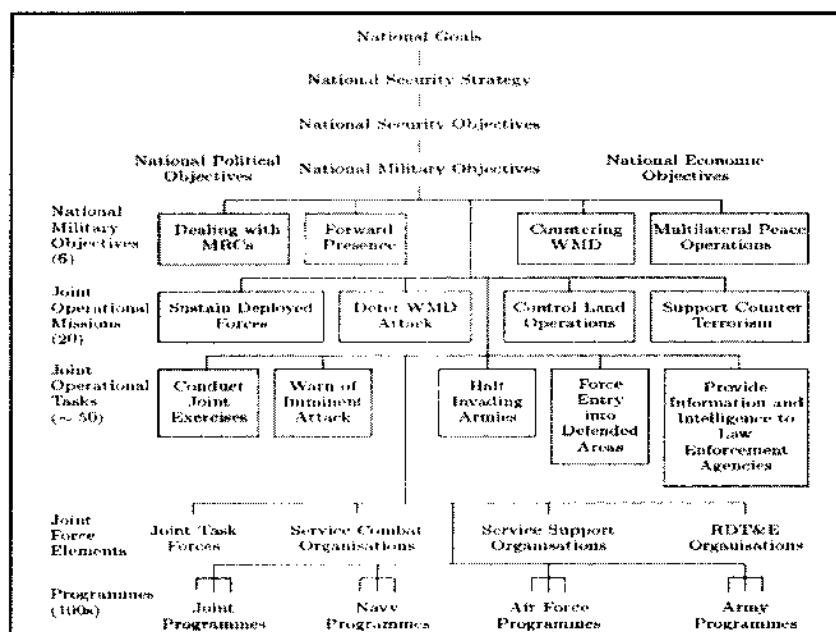 National Goals
National Security Strategy
National Security Objectives
National Political
Objectives
National Military Objectives
National Economic
Objectives
National
Military
Objectives
(6)
Dealing with
MRCs
Forward
Presence
Countering
WMD
Multilateral Peace
Operations
Joint
Operational
Missions
(20)
Sustain Deployed
Forces
Deter WMD
Attack
Control Land
Operations
Support Counter
Terrorism
Joint
Operational
Tasks
(~ 50)
Conduct
Joint
Exercises
Warn of
Imminent
Attack
Halt
Invading
Armies
Force
Entry
into
Defended
Areas
Provide
Information and
Intelligence to
Law
Enforcement
Agencies
Joint
Force
Elements
Joint Task
Forces
Service Combat
Organisations
Service Support
Organisations
RDT&E
Organisations
Programmes
(100s)
Joint
Programmes
Navy
Programmes
Air Force
Programmes
Army
Programmes